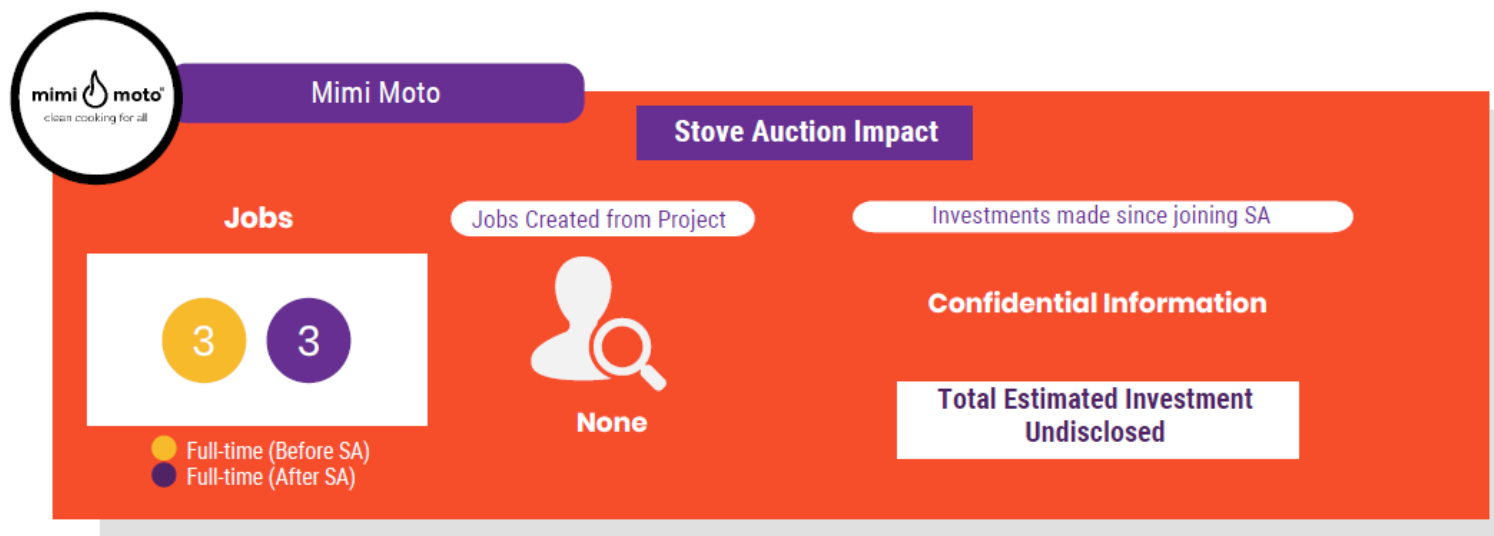 mimi moto®
clean cooking for all
Mimi Moto
Stove Auction Impact
Jobs
3 3
Full-time (Before SA)
Full-time (After SA)
Jobs Created from Project
None
Investments made since joining SA
Confidential Information
Total Estimated Investment
Undisclosed